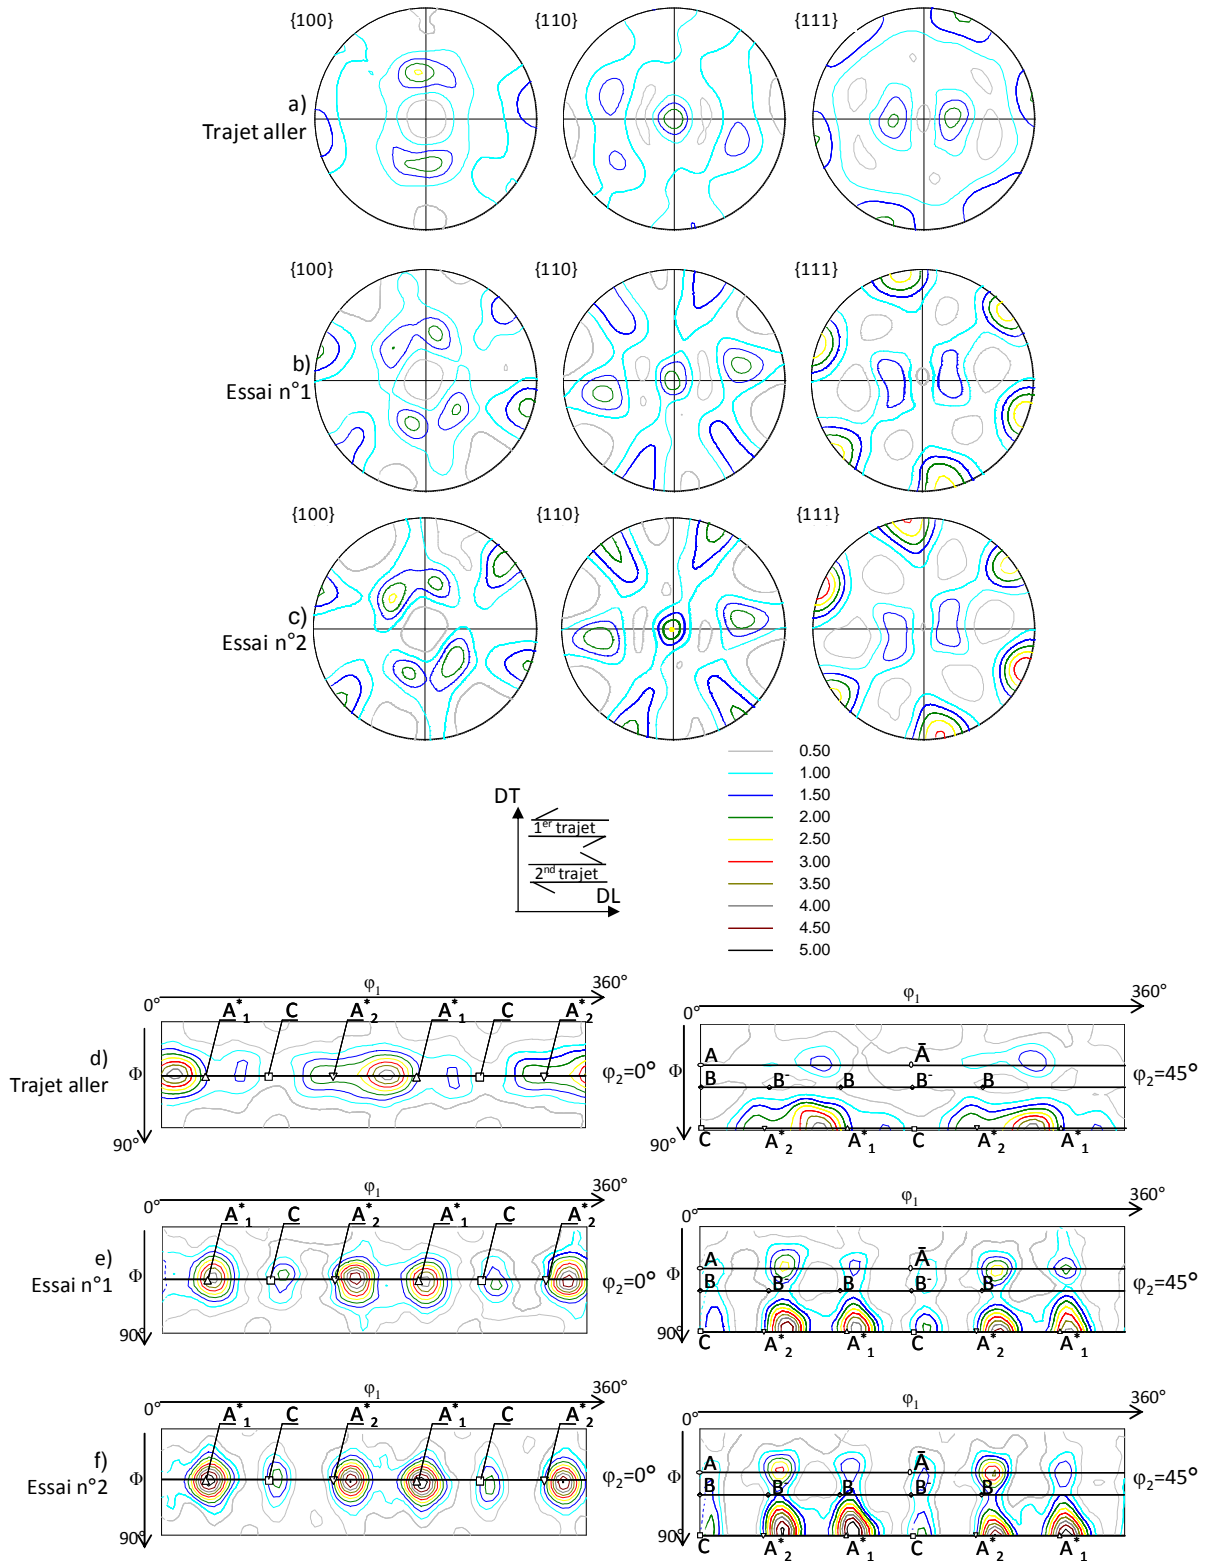 {100} {110} {111}
a)
Trajet aller
{100} {110} {111}
b)
Essai n°1
{100} {110} {111}
c)
Essai n°2
0.50
1.00
1.50
2.00
2.50
3.00
3.50
4.00
4.50
5.00
DT
1er trajet
2nd trajet
DL
φ1
0° 360°
A*1 C A*2 A*1 C A*2
d)
Trajet aller
Φ
φ2=0°
90°
φ1
0° 360°
A Ā
B B- B B- B
Φ
φ2=45°
90°
C A*2 A*1 C A*2 A*1
φ1
0° 360°
A*1 C A*2 A*1 C A*2
e)
Essai n°1
Φ
φ2=0°
90°
φ1
0° 360°
A Ā
B B- B B- B
Φ
φ2=45°
90°
C A*2 A*1 C A*2 A*1
φ1
0° 360°
A*1 C A*2 A*1 C A*2
f)
Essai n°2
Φ
φ2=0°
90°
φ1
0° 360°
A Ā
B B- B B- B
Φ
φ2=45°
90°
C A*2 A*1 C A*2 A*1